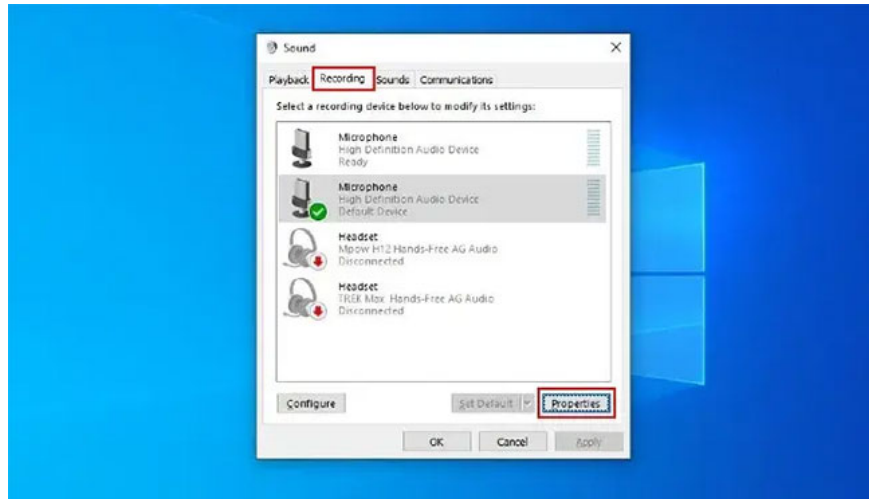 Sound
Playback Recording Sounds Communications
Select a recording device below to modify its settings:
Microphone
High Definition Audio Device
Ready
Microphone
High Definition Audio Device
Default Device
Headset
Mpow H12 Hands-Free AG Audio
Disconnected
Headset
TREK Max Hands-Free AG Audio
Disconnected
Configure Set Default Properties
OK Cancel Apply